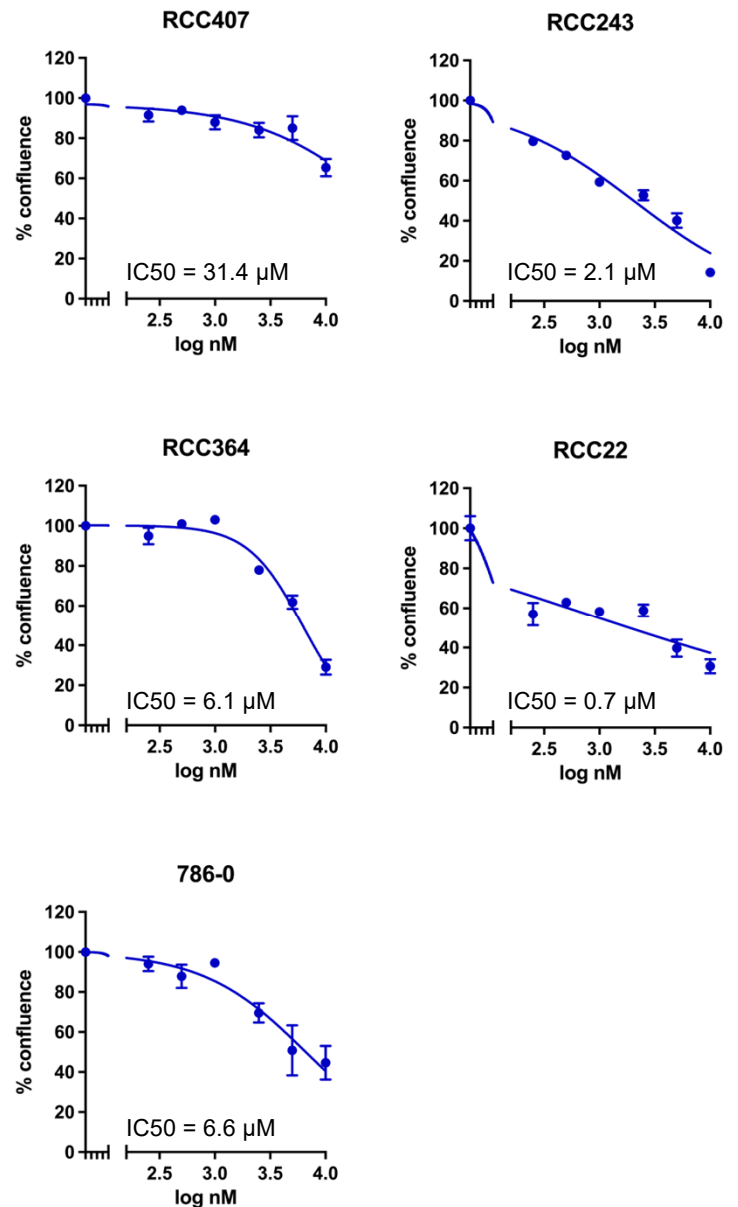 RCC407
120
100
80
60
40
20
0
% confluence
IC50 = 31.4 µM
2.5 3.0 3.5 4.0
log nM
RCC243
120
100
80
60
40
20
0
% confluence
IC50 = 2.1 µM
2.5 3.0 3.5 4.0
log nM
RCC364
120
100
80
60
40
20
0
% confluence
IC50 = 6.1 µM
2.5 3.0 3.5 4.0
log nM
RCC22
120
100
80
60
40
20
0
% confluence
IC50 = 0.7 µM
2.5 3.0 3.5 4.0
log nM
786-0
120
100
80
60
40
20
0
% confluence
IC50 = 6.6 µM
2.5 3.0 3.5 4.0
log nM